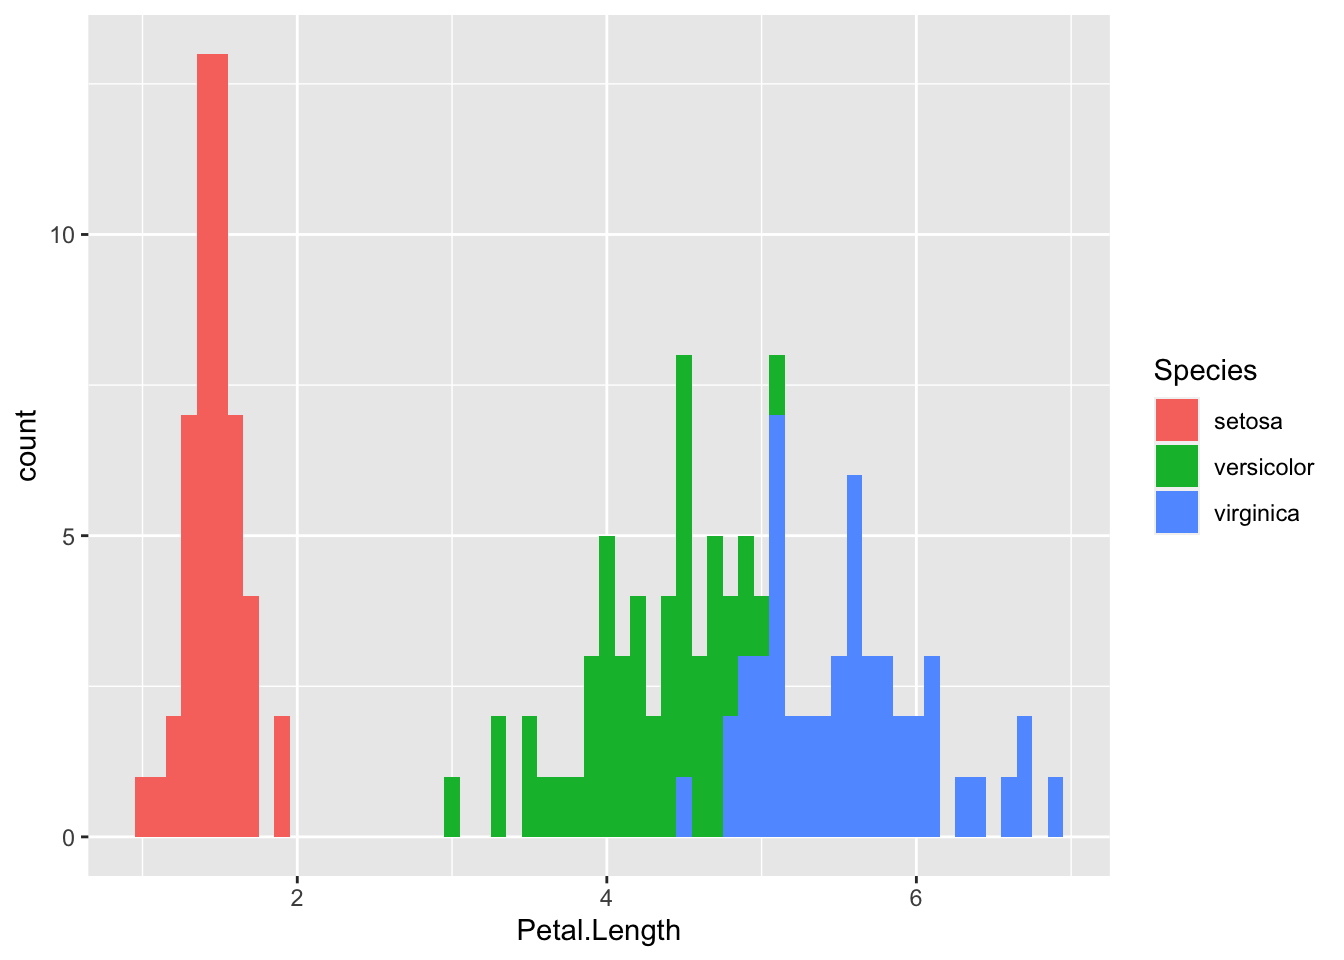 10
5
0
count
2
4
6
Petal.Length
Species
setosa
versicolor
virginica